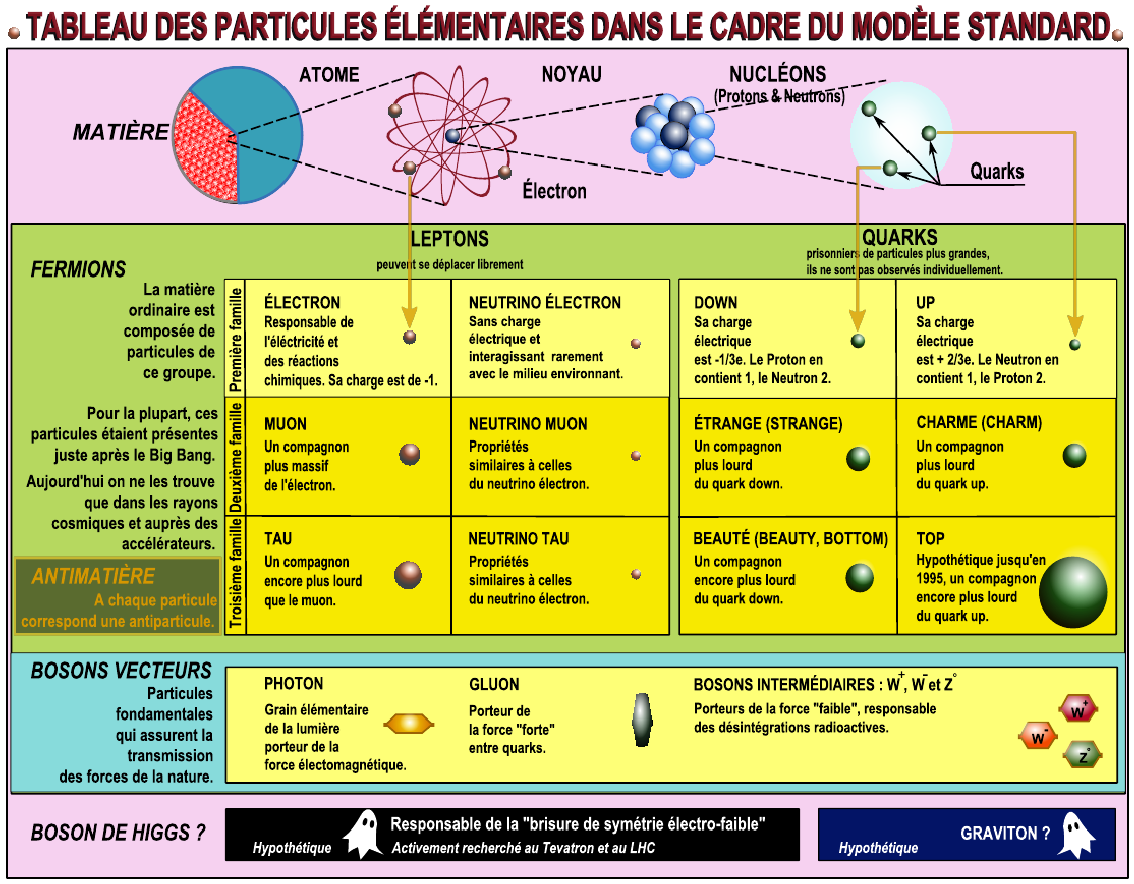 TABLEAU DES PARTICULES ÉLÉMENTAIRES DANS LE CADRE DU MODÈLE STANDARD
MATIÈRE
ATOME
NOYAU
NUCLÉONS
(Protons & Neutrons)
Électron
Quarks
FERMIONS
La matière
ordinaire est
composée de
particules de
ce groupe.
Pour la plupart, ces
particules étaient présentes
juste après le Big Bang.
Aujourd'hui on ne les trouve
que dans les rayons
cosmiques et auprès des
accélérateurs.
ANTIMATIÈRE
A chaque particule
correspond une antiparticule.
LEPTONS
peuvent se déplacer librement
QUARKS
prisonniers de particules plus grandes,
ils ne sont pas observés individuellement.
Première famille
ÉLECTRON
Responsable de
l'éléctricité et
des réactions
chimiques. Sa charge est de -1.
NEUTRINO ÉLECTRON
Sans charge
électrique et
interagissant rarement
avec le milieu environnant.
DOWN
Sa charge
électrique
est -1/3e. Le Proton en
contient 1, le Neutron 2.
UP
Sa charge
électrique
est + 2/3e. Le Neutron en
contient 1, le Proton 2.
Deuxième famille
MUON
Un compagnon
plus massif
de l'électron.
NEUTRINO MUON
Propriétés
similaires à celles
du neutrino électron.
ÉTRANGE (STRANGE)
Un compagnon
plus lourd
du quark down.
CHARME (CHARM)
Un compagnon
plus lourd
du quark up.
Troisième famille
TAU
Un compagnon
encore plus lourd
que le muon.
NEUTRINO TAU
Propriétés
similaires à celles
du neutrino électron.
BEAUTÉ (BEAUTY, BOTTOM)
Un compagnon
encore plus lourd
du quark down.
TOP
Hypothétique jusqu'en
1995, un compagnon
encore plus lourd
du quark up.
BOSONS VECTEURS
Particules
fondamentales
qui assurent la
transmission
des forces de la nature.
PHOTON
Grain élémentaire
de la lumière
porteur de la
force électomagnétique.
GLUON
Porteur de
la force "forte"
entre quarks.
BOSONS INTERMÉDIAIRES : W⁺, W⁻ et Z°
Porteurs de la force "faible", responsable
des désintégrations radioactives.
W⁺
W⁻
Z°
BOSON DE HIGGS ?
Hypothétique
Responsable de la "brisure de symétrie électro-faible"
Activement recherché au Tevatron et au LHC
GRAVITON ?
Hypothétique